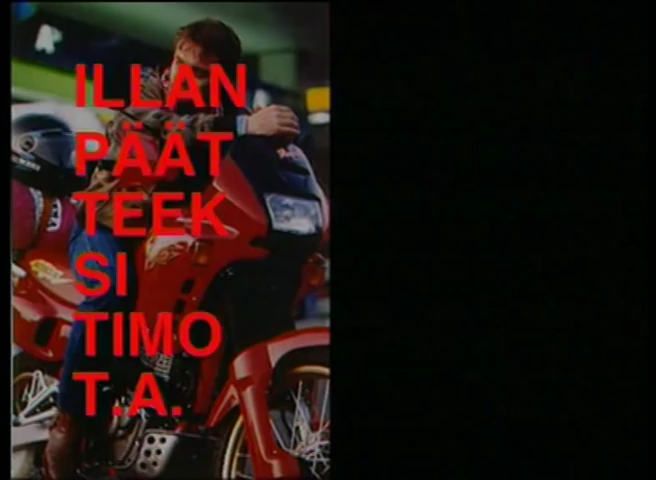 ILLAN
PÄÄT
TEEK
SI
TIMO
T.A.